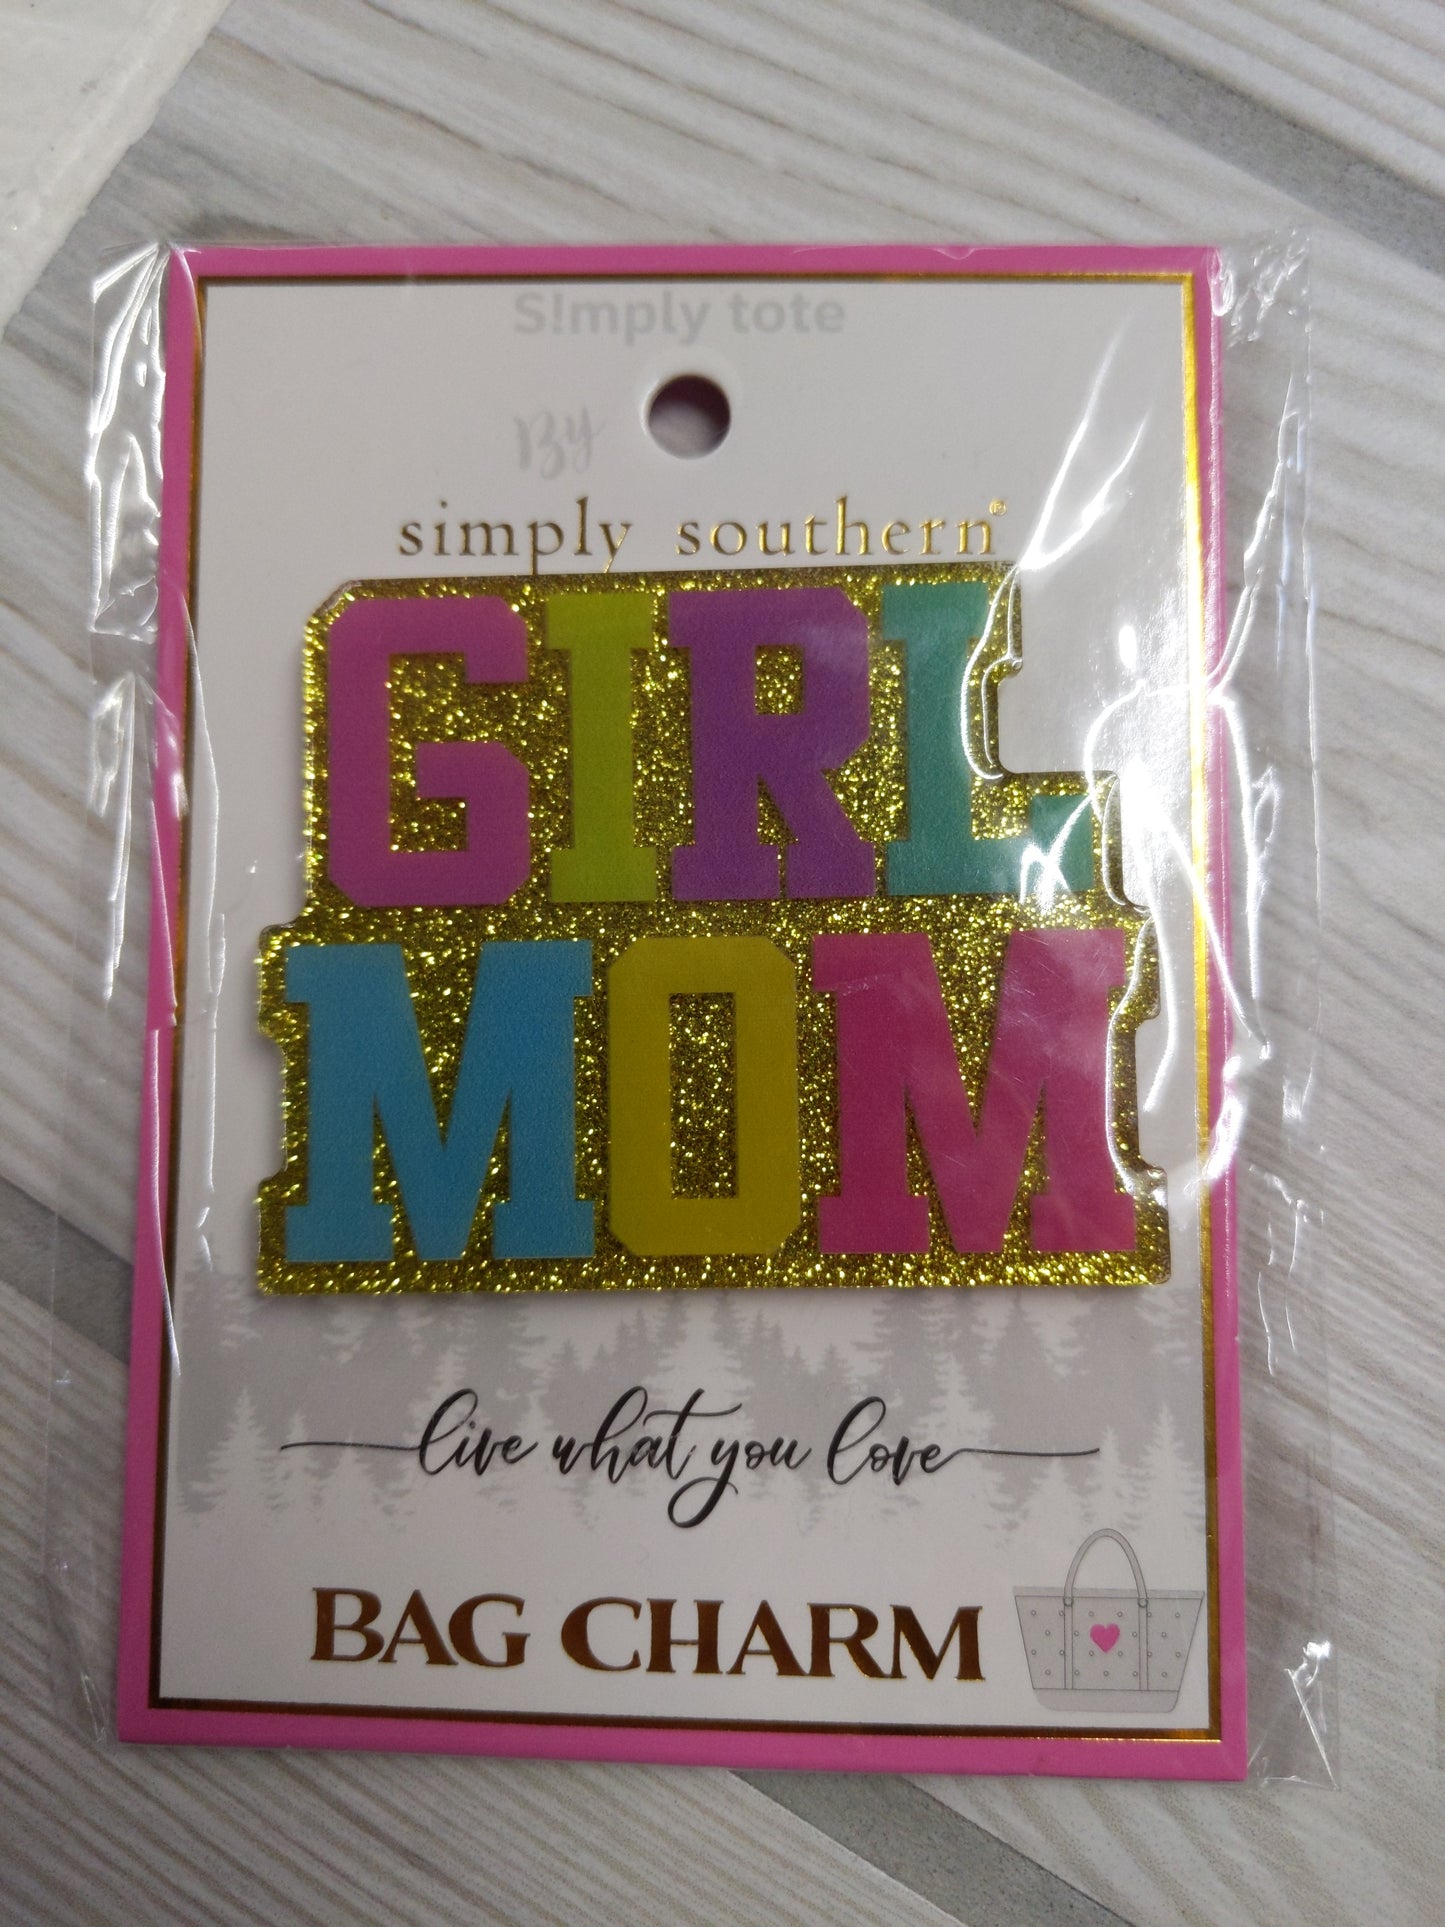 S!mply tote
By
simply southern®
GIRL
MOM
live what you love
BAG CHARM